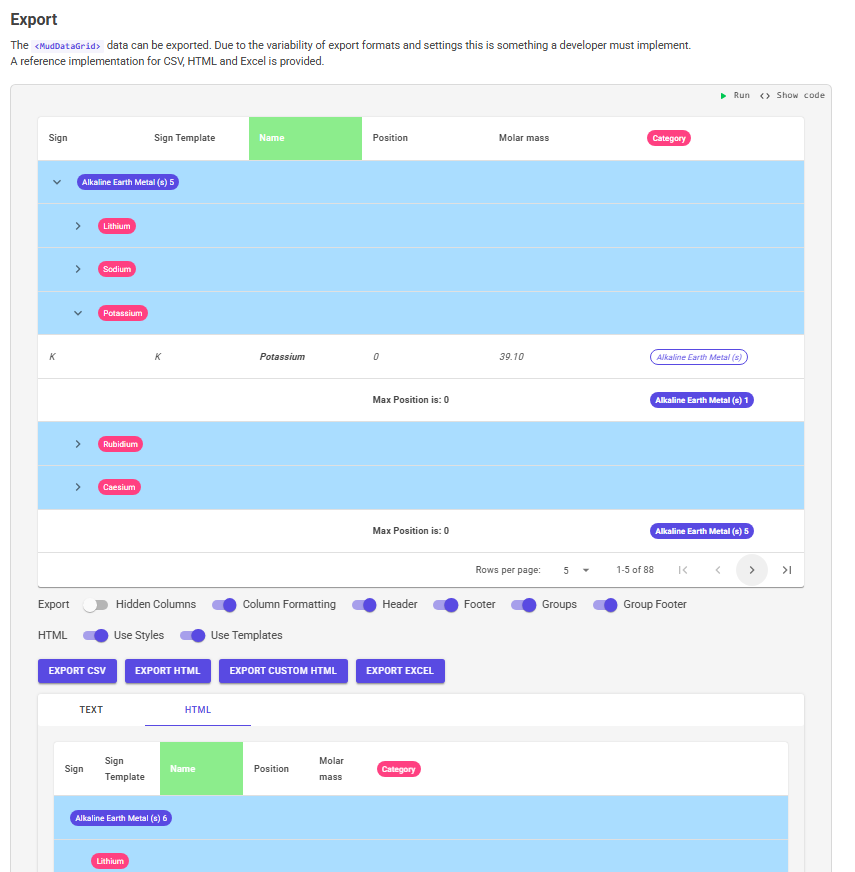 Export
The <MudDataGrid> data can be exported. Due to the variability of export formats and settings this is something a developer must implement.
A reference implementation for CSV, HTML and Excel is provided.
Run <> Show code
Sign Sign Template Name Position Molar mass Category
Alkaline Earth Metal (s) 5
Lithium
Sodium
Potassium
K K Potassium 0 39.10 Alkaline Earth Metal (s)
Max Position is: 0 Alkaline Earth Metal (s) 1
Rubidium
Caesium
Max Position is: 0 Alkaline Earth Metal (s) 5
Rows per page: 5 1-5 of 88
Export Hidden Columns Column Formatting Header Footer Groups Group Footer
HTML Use Styles Use Templates
EXPORT CSV EXPORT HTML EXPORT CUSTOM HTML EXPORT EXCEL
TEXT HTML
Sign Sign Template Name Position Molar mass Category
Alkaline Earth Metal (s) 6
Lithium